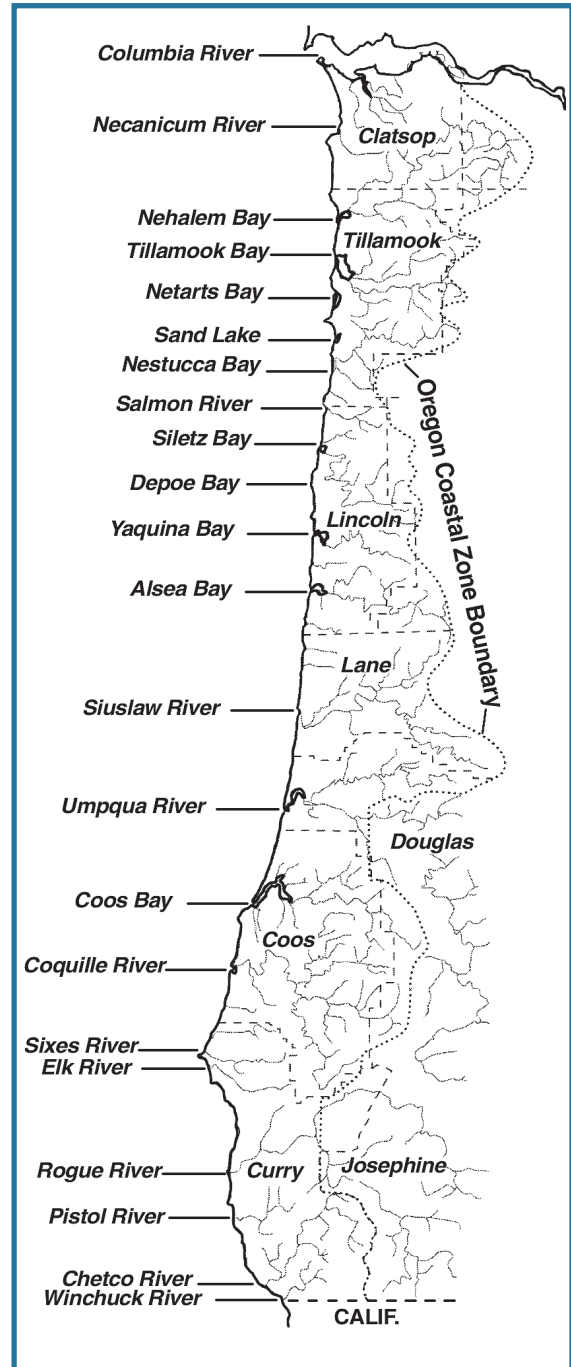 Columbia River
Necanicum River
Clatsop
Nehalem Bay
Tillamook
Tillamook Bay
Netarts Bay
Sand Lake
Nestucca Bay
Oregon Coastal Zone Boundary
Salmon River
Siletz Bay
Depoe Bay
Lincoln
Yaquina Bay
Alsea Bay
Lane
Siuslaw River
Umpqua River
Douglas
Coos Bay
Coos
Coquille River
Sixes River
Elk River
Rogue River
Curry
Josephine
Pistol River
Chetco River
Winchuck River
CALIF.